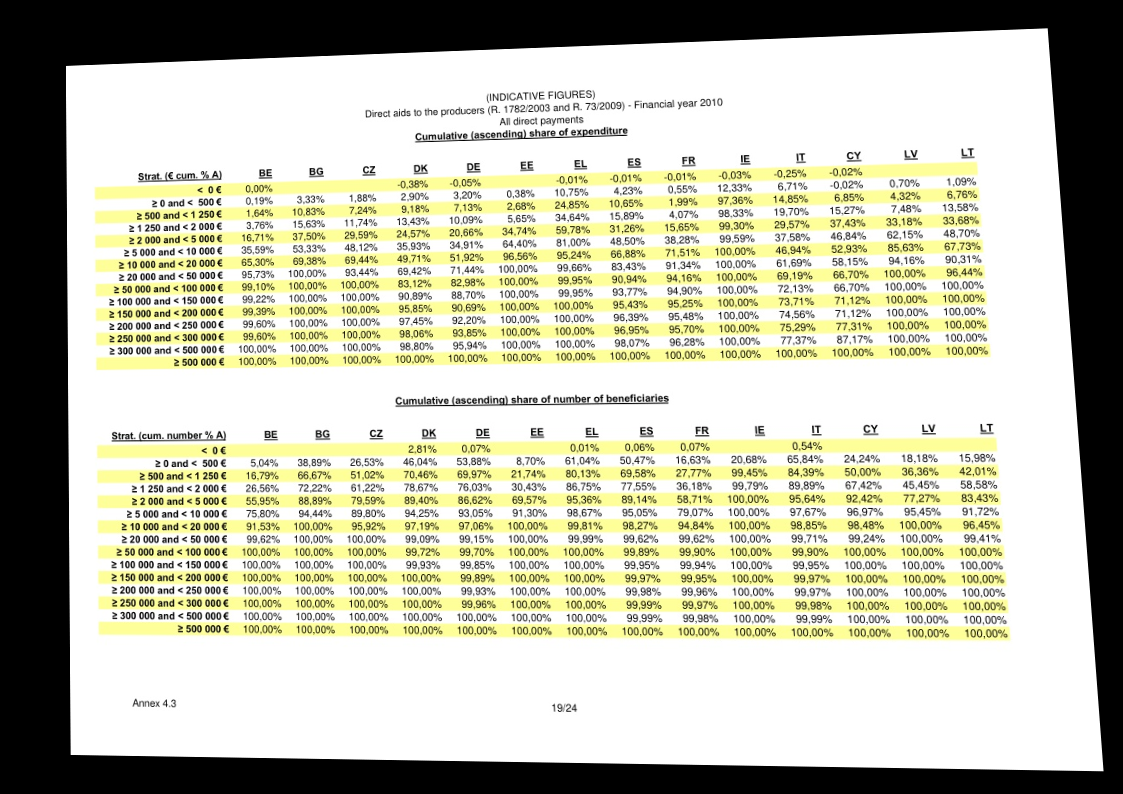 (INDICATIVE FIGURES)
Direct aids to the producers (R. 1782/2003 and R. 73/2009) - Financial year 2010
All direct payments
Cumulative (ascending) share of expenditure
Strat. (€ cum. % A) BE BG CZ DK DE EE EL ES FR IE IT CY LV LT
< 0 € 0,00% -0,38% -0,05% -0,01% -0,01% -0,01% -0,03% -0,25% -0,02%
≥ 0 and < 500 € 0,19% 3,33% 1,88% 2,90% 3,20% 0,38% 10,75% 4,23% 0,55% 12,33% 6,71% -0,02% 0,70% 1,09%
≥ 500 and < 1 250 € 1,64% 10,83% 7,24% 9,18% 7,13% 2,68% 24,85% 10,65% 1,99% 97,36% 14,85% 6,85% 4,32% 6,76%
≥ 1 250 and < 2 000 € 3,76% 15,63% 11,74% 13,43% 10,09% 5,65% 34,64% 15,89% 4,07% 98,33% 19,70% 15,27% 7,48% 13,58%
≥ 2 000 and < 5 000 € 16,71% 37,50% 29,59% 24,57% 20,66% 34,74% 59,78% 31,26% 15,65% 99,30% 29,57% 37,43% 33,18% 33,68%
≥ 5 000 and < 10 000 € 35,59% 53,33% 48,12% 35,93% 34,91% 64,40% 81,00% 48,50% 38,28% 99,59% 37,58% 46,84% 62,15% 48,70%
≥ 10 000 and < 20 000 € 65,30% 69,38% 69,44% 49,71% 51,92% 96,56% 95,24% 66,88% 71,51% 100,00% 46,94% 52,93% 85,63% 67,73%
≥ 20 000 and < 50 000 € 95,73% 100,00% 93,44% 69,42% 71,44% 100,00% 99,66% 83,43% 91,34% 100,00% 61,69% 58,15% 94,16% 90,31%
≥ 50 000 and < 100 000 € 99,10% 100,00% 100,00% 83,12% 82,98% 100,00% 99,95% 90,94% 94,16% 100,00% 69,19% 66,70% 100,00% 96,44%
≥ 100 000 and < 150 000 € 99,22% 100,00% 100,00% 90,89% 88,70% 100,00% 99,95% 93,77% 94,90% 100,00% 72,13% 66,70% 100,00% 100,00%
≥ 150 000 and < 200 000 € 99,39% 100,00% 100,00% 95,85% 90,69% 100,00% 100,00% 95,43% 95,25% 100,00% 73,71% 71,12% 100,00% 100,00%
≥ 200 000 and < 250 000 € 99,60% 100,00% 100,00% 97,45% 92,20% 100,00% 100,00% 96,39% 95,48% 100,00% 74,56% 71,12% 100,00% 100,00%
≥ 250 000 and < 300 000 € 99,60% 100,00% 100,00% 98,06% 93,85% 100,00% 100,00% 96,95% 95,70% 100,00% 75,29% 77,31% 100,00% 100,00%
≥ 300 000 and < 500 000 € 100,00% 100,00% 100,00% 98,80% 95,94% 100,00% 100,00% 98,07% 96,28% 100,00% 77,37% 87,17% 100,00% 100,00%
≥ 500 000 € 100,00% 100,00% 100,00% 100,00% 100,00% 100,00% 100,00% 100,00% 100,00% 100,00% 100,00% 100,00% 100,00% 100,00%
Cumulative (ascending) share of number of beneficiaries
Strat. (cum. number % A) BE BG CZ DK DE EE EL ES FR IE IT CY LV LT
< 0 € 2,81% 0,07% 0,01% 0,06% 0,07% 0,54%
≥ 0 and < 500 € 5,04% 38,89% 26,53% 46,04% 53,88% 8,70% 61,04% 50,47% 16,63% 20,68% 65,84% 24,24% 18,18% 15,98%
≥ 500 and < 1 250 € 16,79% 66,67% 51,02% 70,46% 69,97% 21,74% 80,13% 69,58% 27,77% 99,45% 84,39% 50,00% 36,36% 42,01%
≥ 1 250 and < 2 000 € 26,56% 72,22% 61,22% 78,67% 76,03% 30,43% 86,75% 77,55% 36,18% 99,79% 89,89% 67,42% 45,45% 58,58%
≥ 2 000 and < 5 000 € 55,95% 88,89% 79,59% 89,40% 86,62% 69,57% 95,36% 89,14% 58,71% 100,00% 95,64% 92,42% 77,27% 83,43%
≥ 5 000 and < 10 000 € 75,80% 94,44% 89,80% 94,25% 93,05% 91,30% 98,67% 95,05% 79,07% 100,00% 97,67% 96,97% 95,45% 91,72%
≥ 10 000 and < 20 000 € 91,53% 100,00% 95,92% 97,19% 97,06% 100,00% 99,81% 98,27% 94,84% 100,00% 98,85% 98,48% 100,00% 96,45%
≥ 20 000 and < 50 000 € 99,62% 100,00% 100,00% 99,09% 99,15% 100,00% 99,99% 99,62% 99,62% 100,00% 99,71% 99,24% 100,00% 99,41%
≥ 50 000 and < 100 000 € 100,00% 100,00% 100,00% 99,72% 99,70% 100,00% 100,00% 99,89% 99,90% 100,00% 99,90% 100,00% 100,00% 100,00%
≥ 100 000 and < 150 000 € 100,00% 100,00% 100,00% 99,93% 99,85% 100,00% 100,00% 99,95% 99,94% 100,00% 99,95% 100,00% 100,00% 100,00%
≥ 150 000 and < 200 000 € 100,00% 100,00% 100,00% 100,00% 99,89% 100,00% 100,00% 99,97% 99,95% 100,00% 99,97% 100,00% 100,00% 100,00%
≥ 200 000 and < 250 000 € 100,00% 100,00% 100,00% 100,00% 99,93% 100,00% 100,00% 99,98% 99,96% 100,00% 99,97% 100,00% 100,00% 100,00%
≥ 250 000 and < 300 000 € 100,00% 100,00% 100,00% 100,00% 99,96% 100,00% 100,00% 99,99% 99,97% 100,00% 99,98% 100,00% 100,00% 100,00%
≥ 300 000 and < 500 000 € 100,00% 100,00% 100,00% 100,00% 100,00% 100,00% 100,00% 99,99% 99,98% 100,00% 99,99% 100,00% 100,00% 100,00%
≥ 500 000 € 100,00% 100,00% 100,00% 100,00% 100,00% 100,00% 100,00% 100,00% 100,00% 100,00% 100,00% 100,00% 100,00% 100,00%
Annex 4.3
19/24